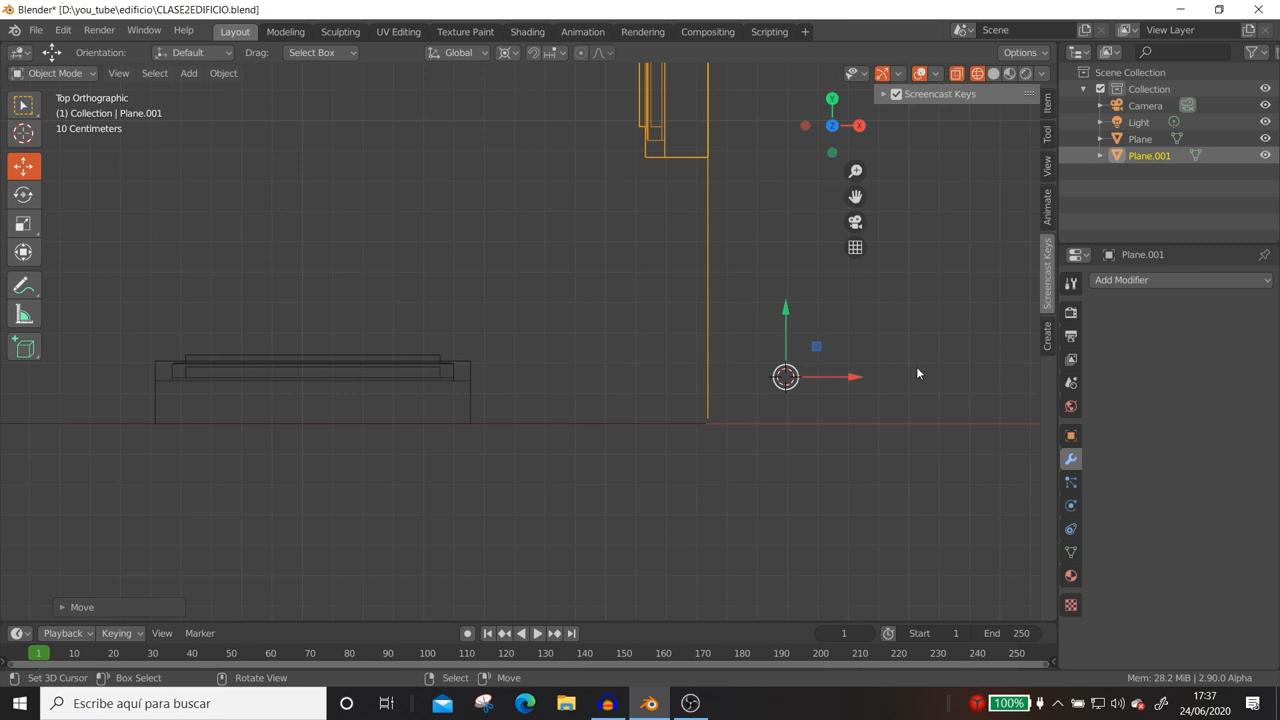 Blender* [D:\you_tube\edificio\CLASE2EDIFICIO.blend]
File Edit Render Window Help Layout Modeling Sculpting UV Editing Texture Paint Shading Animation Rendering Compositing Scripting + Scene View Layer
Orientation: Default Drag: Select Box Global Options
Object Mode View Select Add Object
Top Orthographic
(1) Collection | Plane.001
10 Centimeters
Screencast Keys
Y
Z X
Item
Tool
View
Animate
Screencast Keys
Create
Scene Collection
Collection
Camera
Light
Plane
Plane.001
Plane.001
Add Modifier
Move
Playback Keying View Marker 1 Start 1 End 250
1 10 20 30 40 50 60 70 80 90 100 110 120 130 140 150 160 170 180 190 200 210 220 230 240 250
Set 3D Cursor Box Select Rotate View Select Move Mem: 28.2 MiB | 2.90.0 Alpha
Escribe aquí para buscar
100%
17:37
24/06/2020